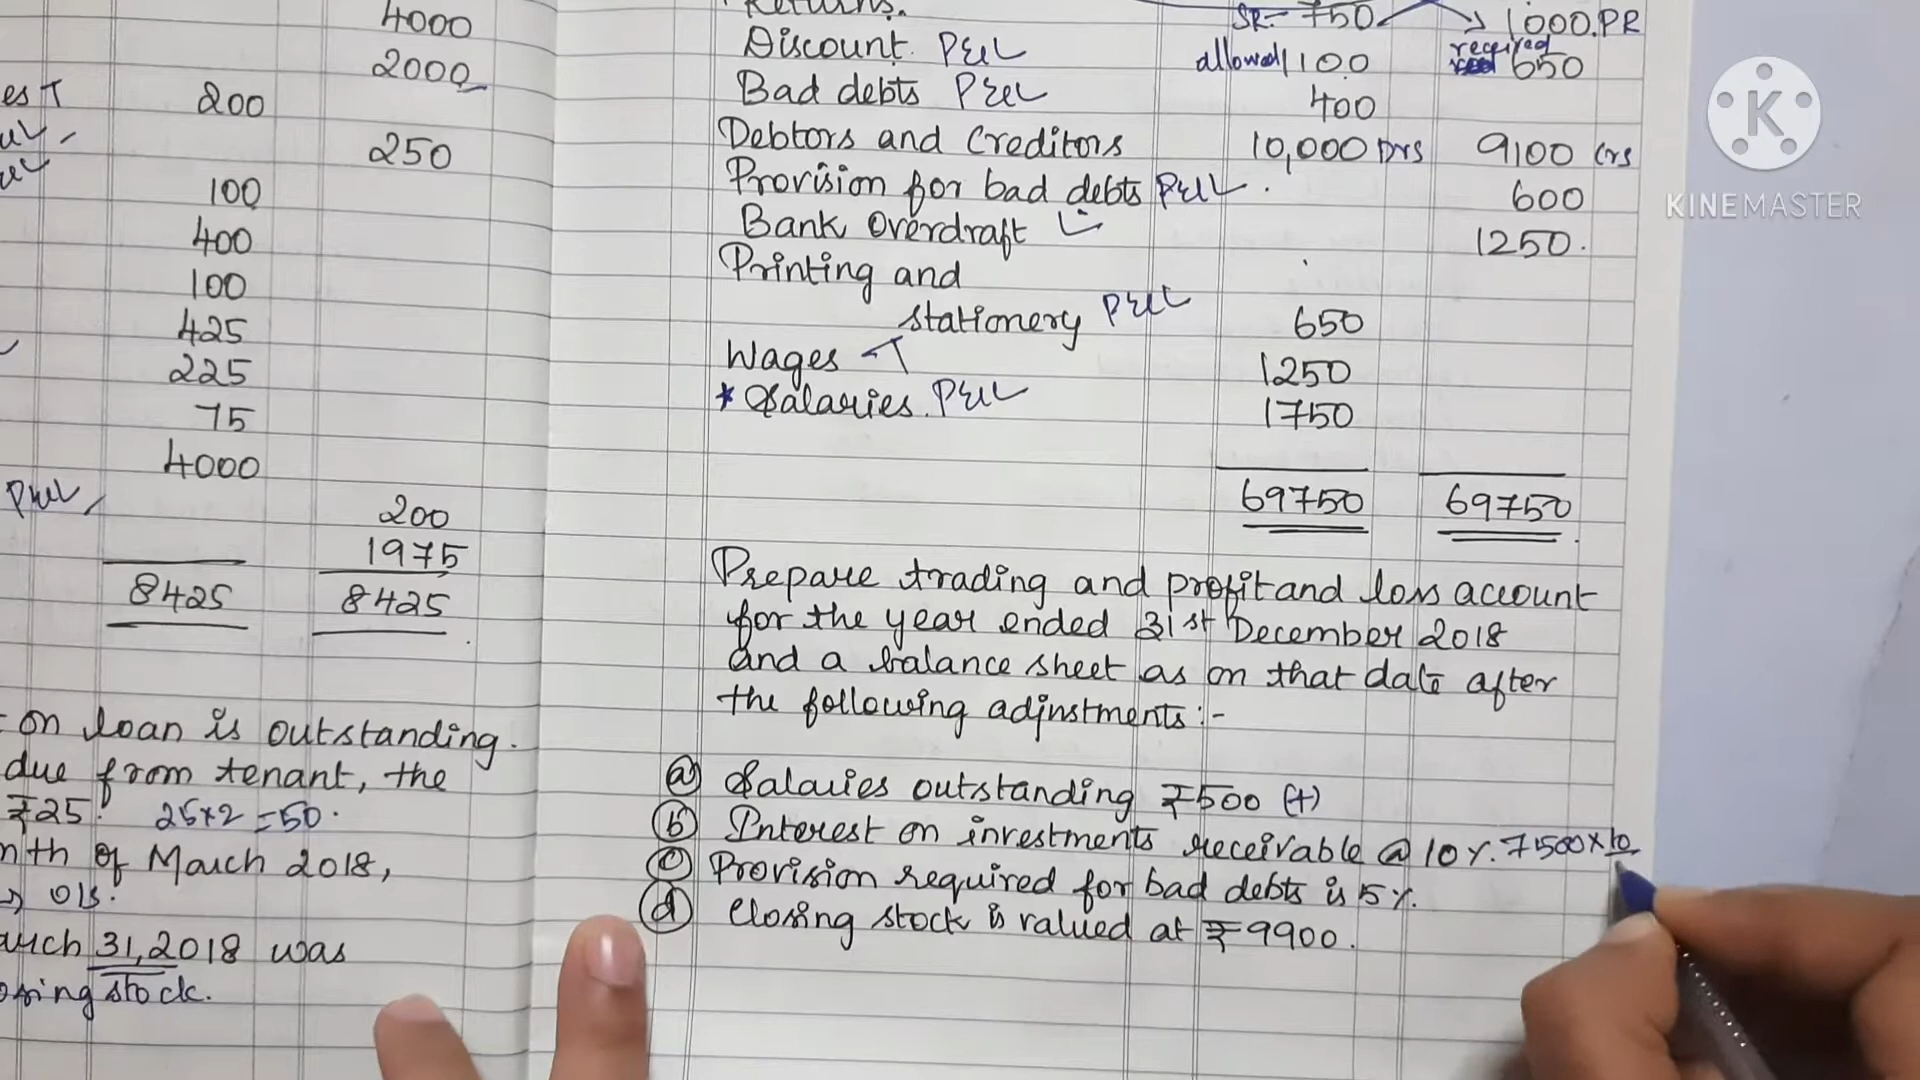 4000
2000
es T 200
250
100
400
100
425
225
75
4000
200
1975
8425 8425
on loan is outstanding.
due from tenant, the
₹25. 25×2 = 50.
nth of March 2018,
→ O/s.
arch 31, 2018 was
osing stock.
Returns. SR- 750 → 1000.PR
Discount. P&L allowed 1100 received 650
Bad debts P&L 400
Debtors and Creditors 10,000 Drs 9100 Crs
Provision for bad debts P&L. 600
Bank Overdraft L 1250.
Printing and
stationery P&L 650
Wages T 1250
* Salaries. P&L 1750
69750 69750
Prepare trading and profit and loss account
for the year ended 31st December 2018
and a balance sheet as on that date after
the following adjustments:-
(a) Salaries outstanding ₹500 (+)
(b) Interest on investments receivable @ 10%. 7500×10
(c) Provision required for bad debts is 5%.
(d) Closing stock is valued at ₹9900.
K
KINEMASTER